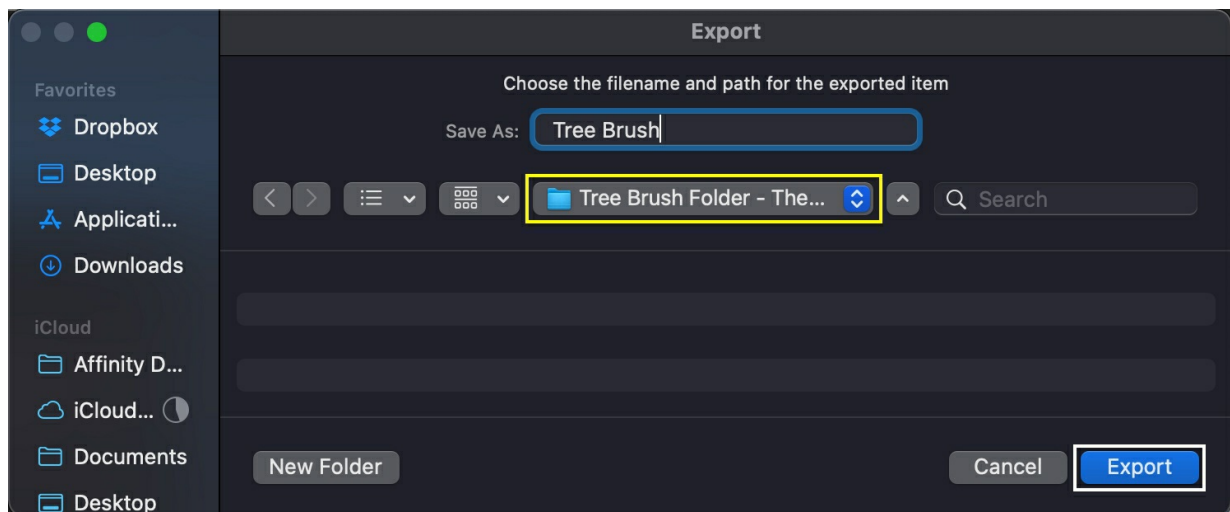 Export
Choose the filename and path for the exported item
Save As: Tree Brush
Tree Brush Folder - The...
Search
Favorites
Dropbox
Desktop
Applicati...
Downloads
iCloud
Affinity D...
iCloud...
Documents
Desktop
New Folder
Cancel
Export